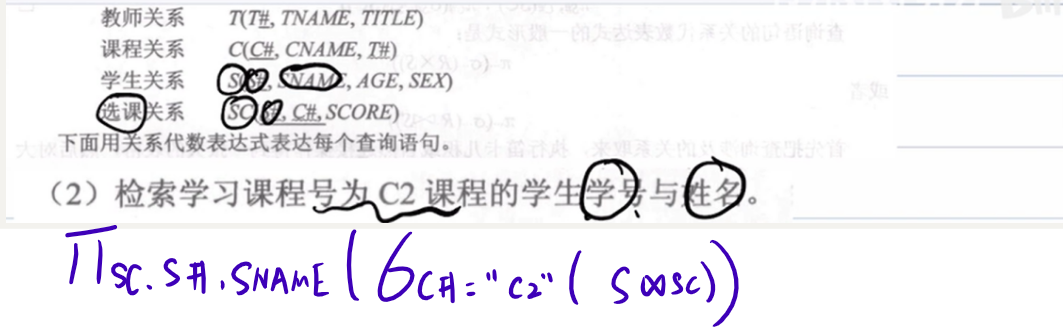 教师关系 T(T#, TNAME, TITLE)
课程关系 C(C#, CNAME, T#)
学生关系 S(S#, SNAME, AGE, SEX)
选课关系 SC(S#, C#, SCORE)
下面用关系代数表达式表达每个查询语句。
(2)检索学习课程号为 C2 课程的学生学号与姓名。
π SC.S#,SNAME (σ C#="C2" (S∞SC))